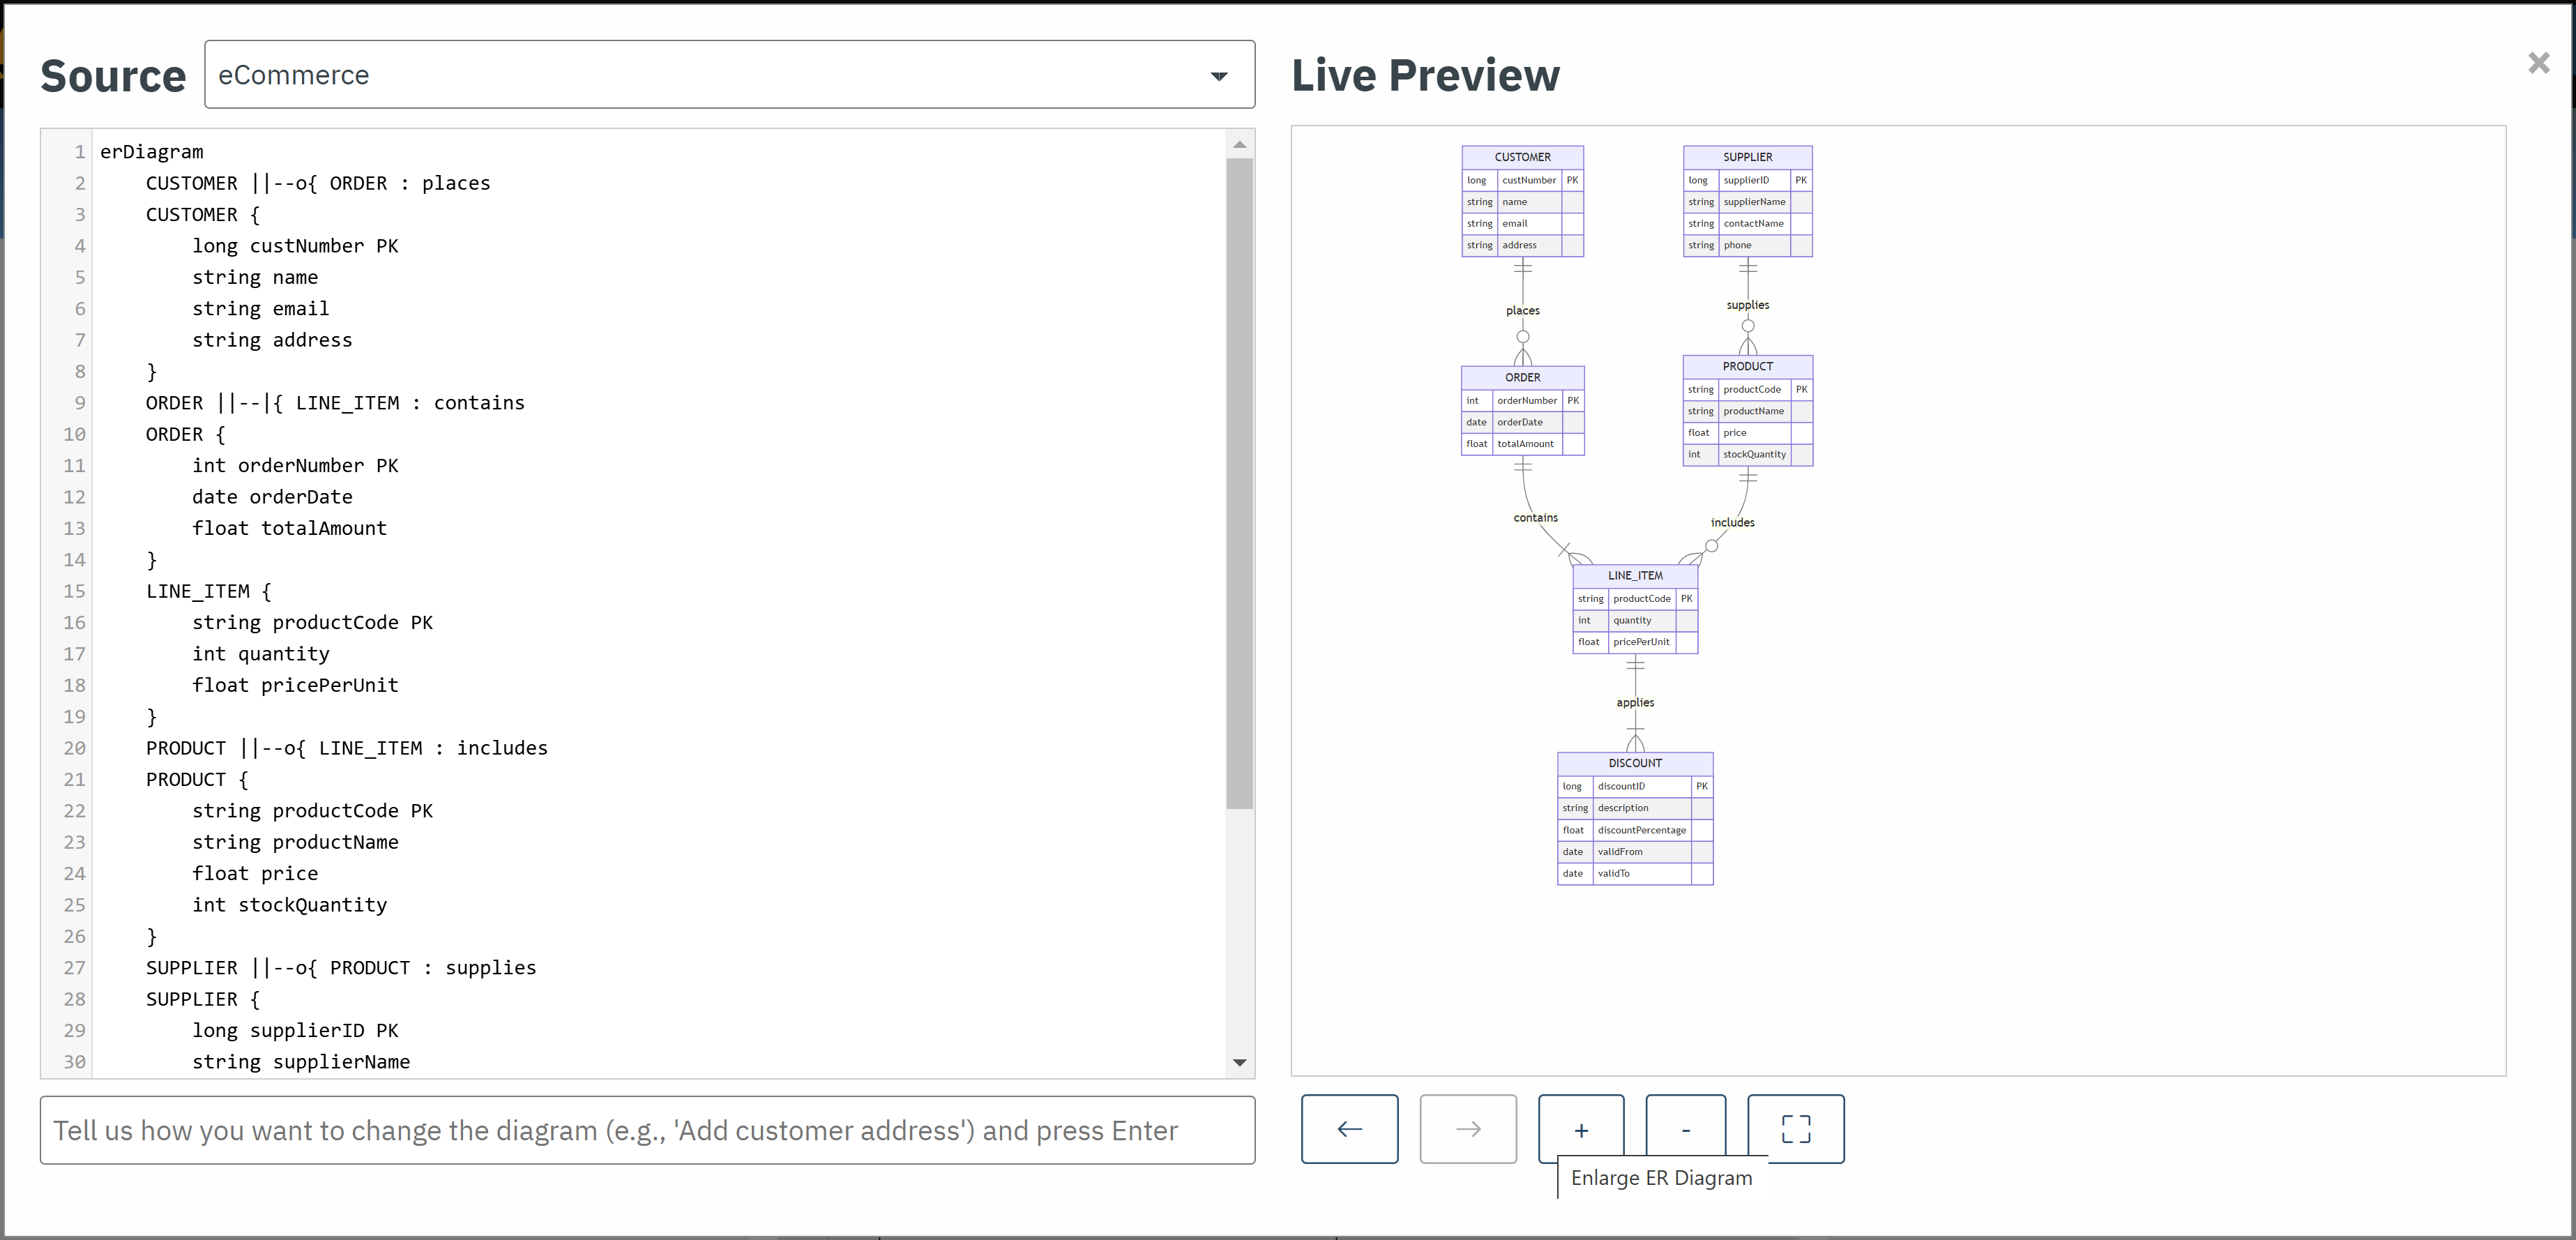 Source
eCommerce
1 erDiagram
2 CUSTOMER ||--o{ ORDER : places
3 CUSTOMER {
4 long custNumber PK
5 string name
6 string email
7 string address
8 }
9 ORDER ||--|{ LINE_ITEM : contains
10 ORDER {
11 int orderNumber PK
12 date orderDate
13 float totalAmount
14 }
15 LINE_ITEM {
16 string productCode PK
17 int quantity
18 float pricePerUnit
19 }
20 PRODUCT ||--o{ LINE_ITEM : includes
21 PRODUCT {
22 string productCode PK
23 string productName
24 float price
25 int stockQuantity
26 }
27 SUPPLIER ||--o{ PRODUCT : supplies
28 SUPPLIER {
29 long supplierID PK
30 string supplierName
Tell us how you want to change the diagram (e.g., 'Add customer address') and press Enter
Live Preview
×
CUSTOMER
long custNumber PK
string name
string email
string address
SUPPLIER
long supplierID PK
string supplierName
string contactName
string phone
places
supplies
ORDER
int orderNumber PK
date orderDate
float totalAmount
PRODUCT
string productCode PK
string productName
float price
int stockQuantity
contains
includes
LINE_ITEM
string productCode PK
int quantity
float pricePerUnit
applies
DISCOUNT
long discountID PK
string description
float discountPercentage
date validFrom
date validTo
← → + -
Enlarge ER Diagram